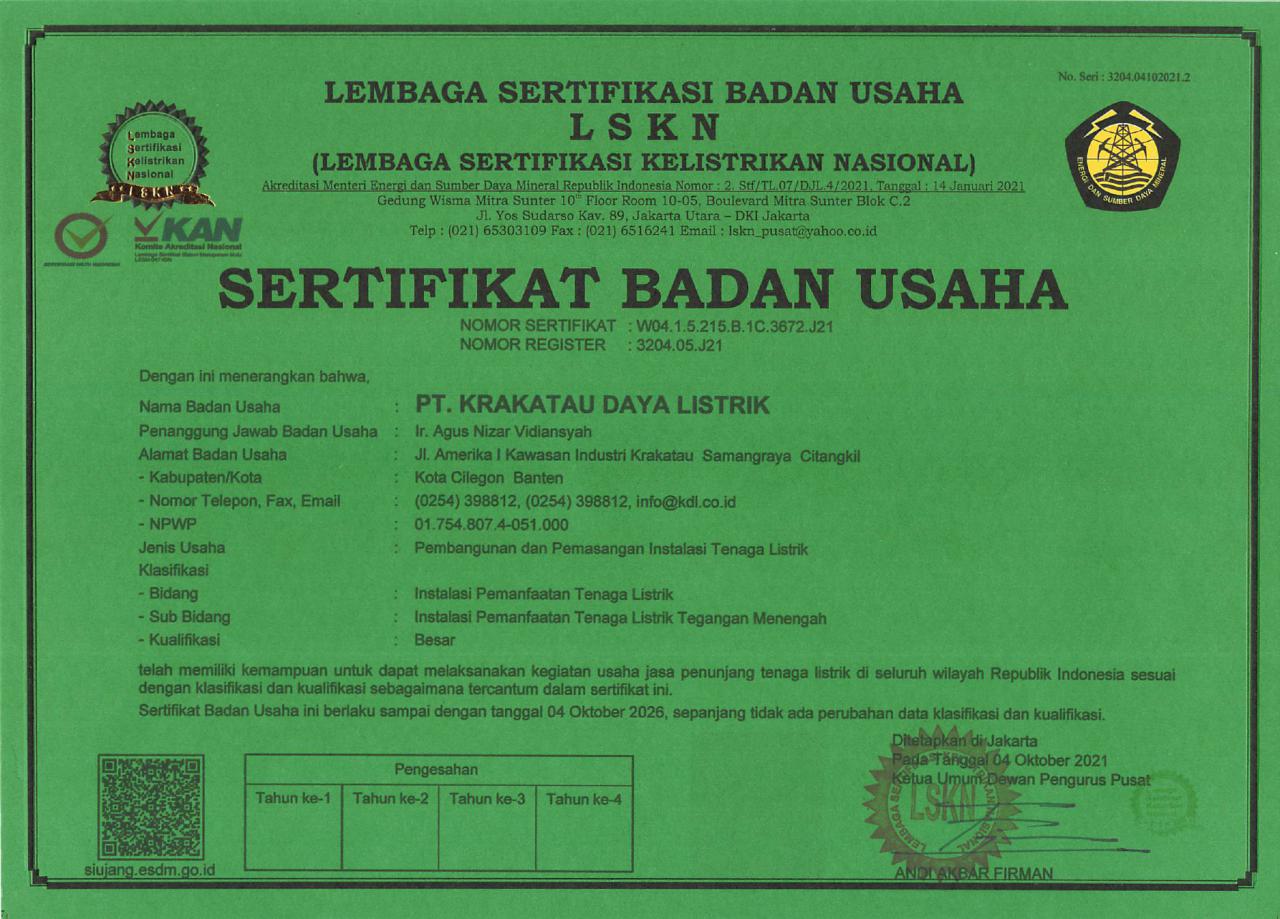 No. Seri : 3204.04102021.2
LEMBAGA SERTIFIKASI BADAN USAHA
L S K N
(LEMBAGA SERTIFIKASI KELISTRIKAN NASIONAL)
Akreditasi Menteri Energi dan Sumber Daya Mineral Republik Indonesia Nomor : 2. Stf/TL.07/DJL.4/2021, Tanggal : 14 Januari 2021
Gedung Wisma Mitra Sunter 10th Floor Room 10-05, Boulevard Mitra Sunter Blok C.2
Jl. Yos Sudarso Kav. 89, Jakarta Utara – DKI Jakarta
Telp : (021) 65303109 Fax : (021) 6516241 Email : lskn_pusat@yahoo.co.id
Lembaga
Sertifikasi
Kelistrikan
Nasional
L S K N
ENERGI DAN SUMBER DAYA MINERAL
KAN
Komite Akreditasi Nasional
SERTIFIKAT BADAN USAHA
NOMOR SERTIFIKAT : W04.1.5.215.B.1C.3672.J21
NOMOR REGISTER : 3204.05.J21
Dengan ini menerangkan bahwa,
Nama Badan Usaha : PT. KRAKATAU DAYA LISTRIK
Penanggung Jawab Badan Usaha : Ir. Agus Nizar Vidiansyah
Alamat Badan Usaha : Jl. Amerika I Kawasan Industri Krakatau Samangraya Citangkil
- Kabupaten/Kota : Kota Cilegon Banten
- Nomor Telepon, Fax, Email : (0254) 398812, (0254) 398812, info@kdl.co.id
- NPWP : 01.754.807.4-051.000
Jenis Usaha : Pembangunan dan Pemasangan Instalasi Tenaga Listrik
Klasifikasi
- Bidang : Instalasi Pemanfaatan Tenaga Listrik
- Sub Bidang : Instalasi Pemanfaatan Tenaga Listrik Tegangan Menengah
- Kualifikasi : Besar
telah memiliki kemampuan untuk dapat melaksanakan kegiatan usaha jasa penunjang tenaga listrik di seluruh wilayah Republik Indonesia sesuai
dengan klasifikasi dan kualifikasi sebagaimana tercantum dalam sertifikat ini.
Sertifikat Badan Usaha ini berlaku sampai dengan tanggal 04 Oktober 2026, sepanjang tidak ada perubahan data klasifikasi dan kualifikasi.
Ditetapkan di Jakarta
Pada Tanggal 04 Oktober 2021
Ketua Umum Dewan Pengurus Pusat
LSKN
ANDI AKBAR FIRMAN
Pengesahan
Tahun ke-1 Tahun ke-2 Tahun ke-3 Tahun ke-4
siujang.esdm.go.id